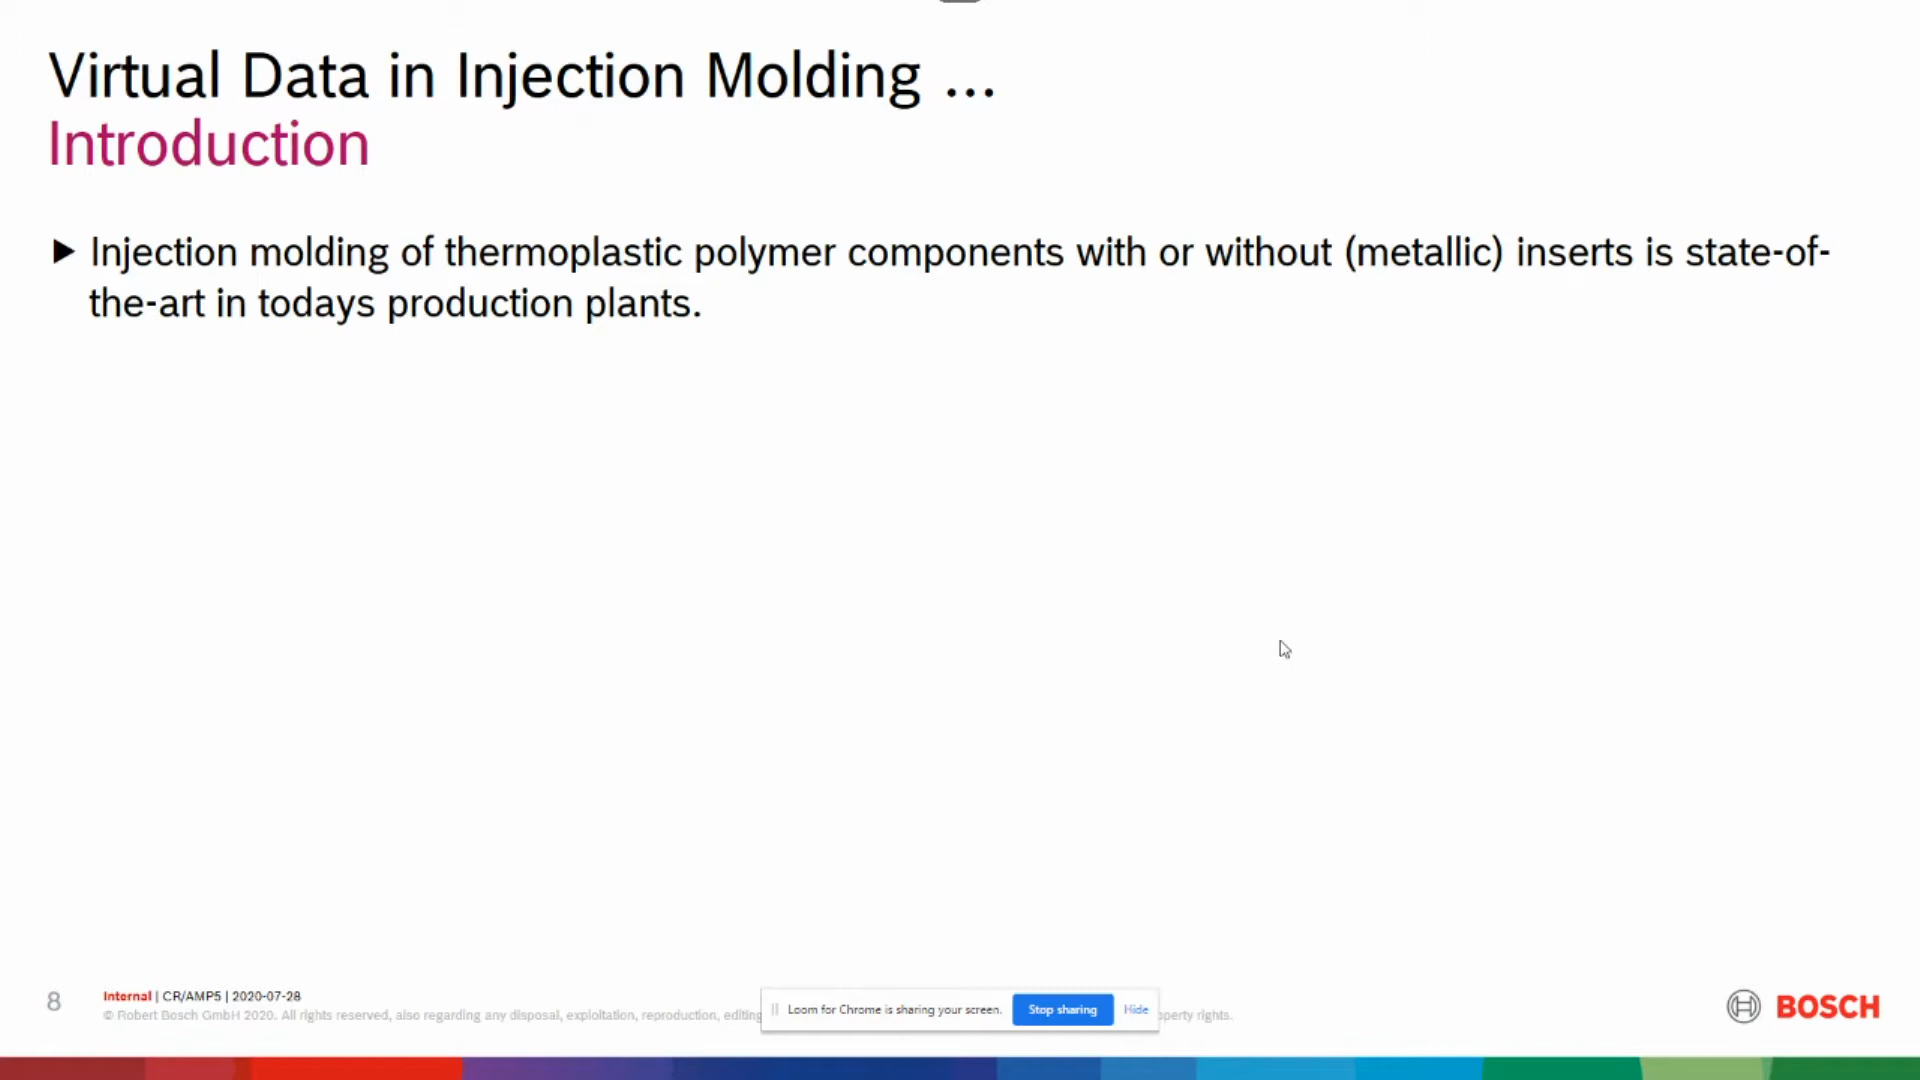 Virtual Data in Injection Molding ...
Introduction
Injection molding of thermoplastic polymer components with or without (metallic) inserts is state-of-
the-art in todays production plants.
8
Internal | CR/AMP5 | 2020-07-28
© Robert Bosch GmbH 2020. All rights reserved, also regarding any disposal, exploitation, reproduction, editing
Loom for Chrome is sharing your screen. Stop sharing Hide
rights.
BOSCH